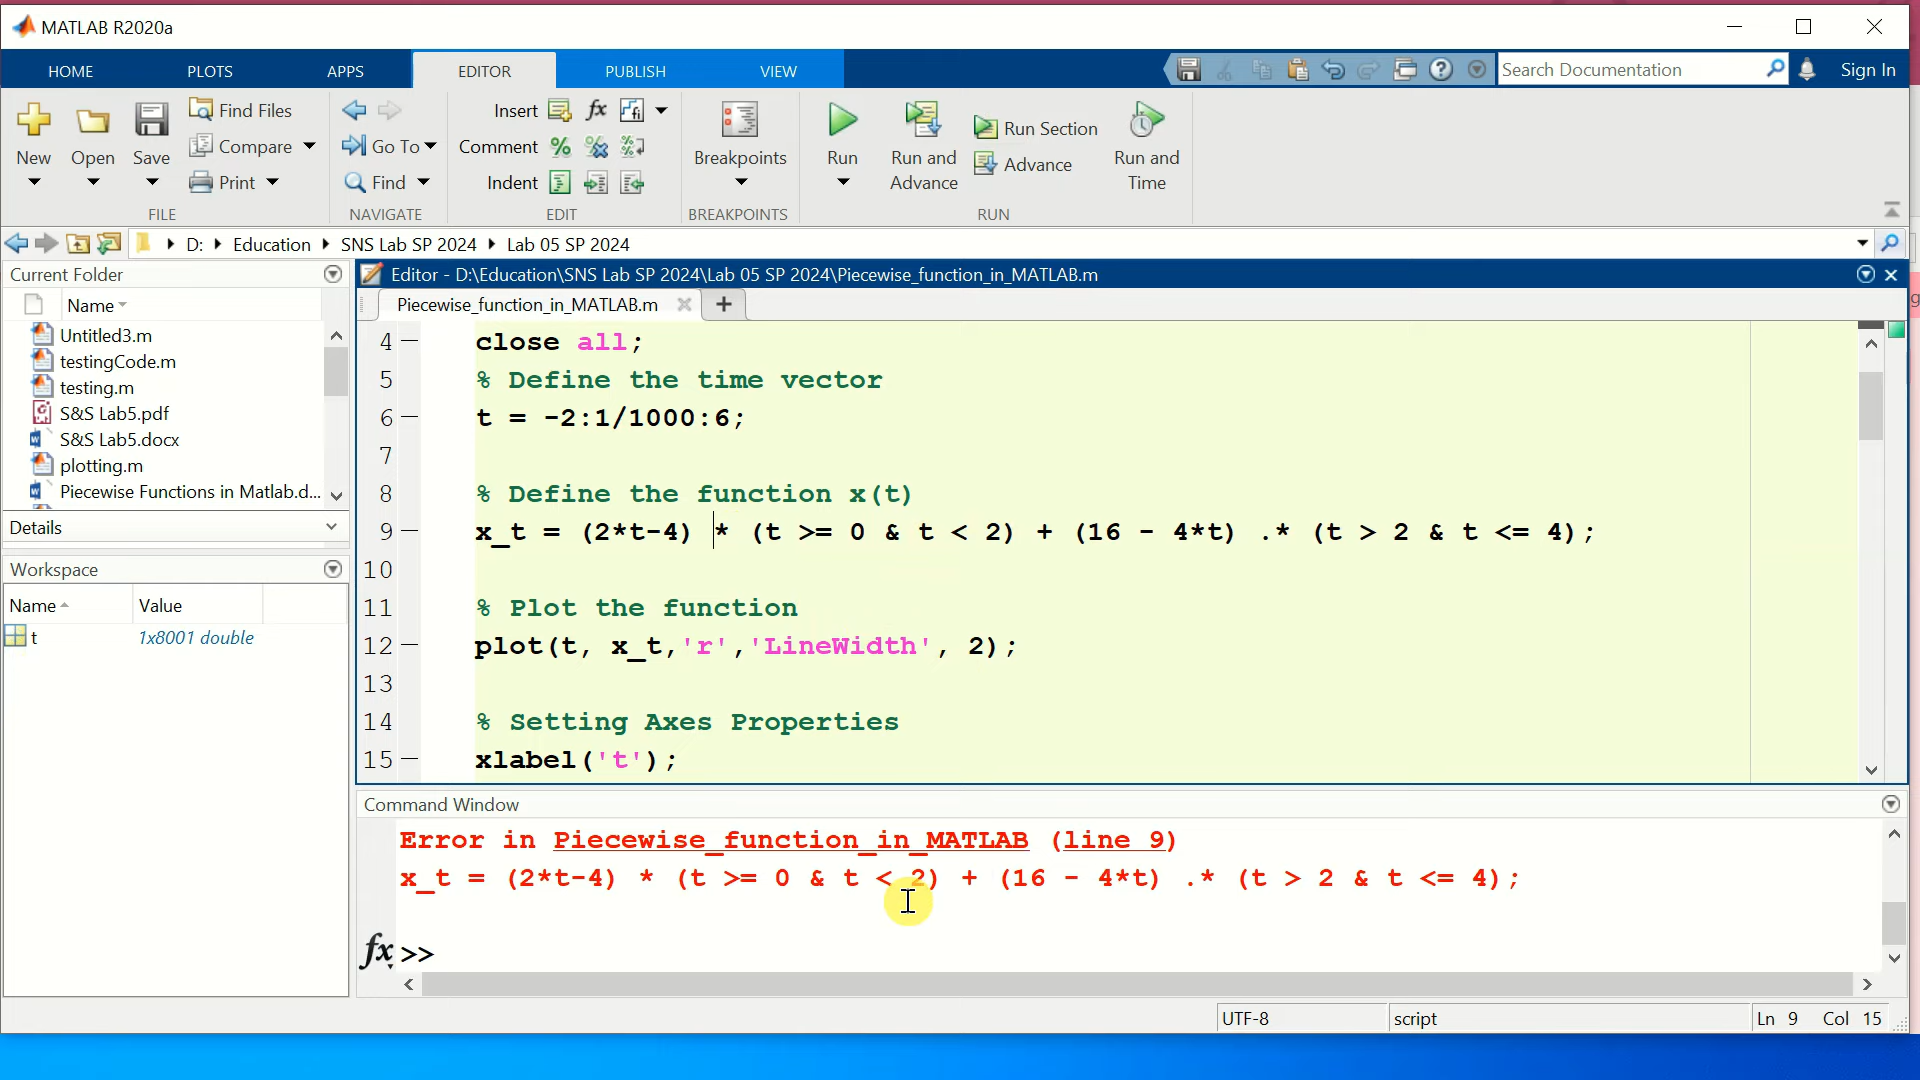 MATLAB R2020a
HOME PLOTS APPS EDITOR PUBLISH VIEW Search Documentation Sign In
New Open Save Find Files Compare Print
FILE
Go To Find
NAVIGATE
Insert fx
Comment
Indent
EDIT
Breakpoints
BREAKPOINTS
Run Run and Advance Run Section Advance Run and Time
RUN
D: Education SNS Lab SP 2024 Lab 05 SP 2024
Current Folder
Name
Untitled3.m
testingCode.m
testing.m
S&S Lab5.pdf
S&S Lab5.docx
plotting.m
Piecewise Functions in Matlab.d...
Details
Workspace
Name Value
t 1x8001 double
Editor - D:\Education\SNS Lab SP 2024\Lab 05 SP 2024\Piecewise_function_in_MATLAB.m
Piecewise_function_in_MATLAB.m
4 close all;
5 % Define the time vector
6 t = -2:1/1000:6;
7
8 % Define the function x(t)
9 x_t = (2*t-4) * (t >= 0 & t < 2) + (16 - 4*t) .* (t > 2 & t <= 4);
10
11 % Plot the function
12 plot(t, x_t,'r','LineWidth', 2);
13
14 % Setting Axes Properties
15 xlabel('t');
Command Window
Error in Piecewise_function_in_MATLAB (line 9)
x_t = (2*t-4) * (t >= 0 & t < 2) + (16 - 4*t) .* (t > 2 & t <= 4);
fx >>
UTF-8 script Ln 9 Col 15